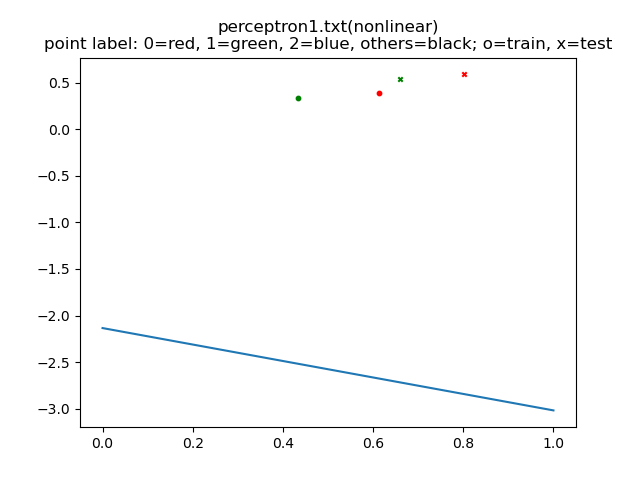 perceptron1.txt(nonlinear)
point label: 0=red, 1=green, 2=blue, others=black; o=train, x=test
0.5
0.0
−0.5
−1.0
−1.5
−2.0
−2.5
−3.0
0.0 0.2 0.4 0.6 0.8 1.0